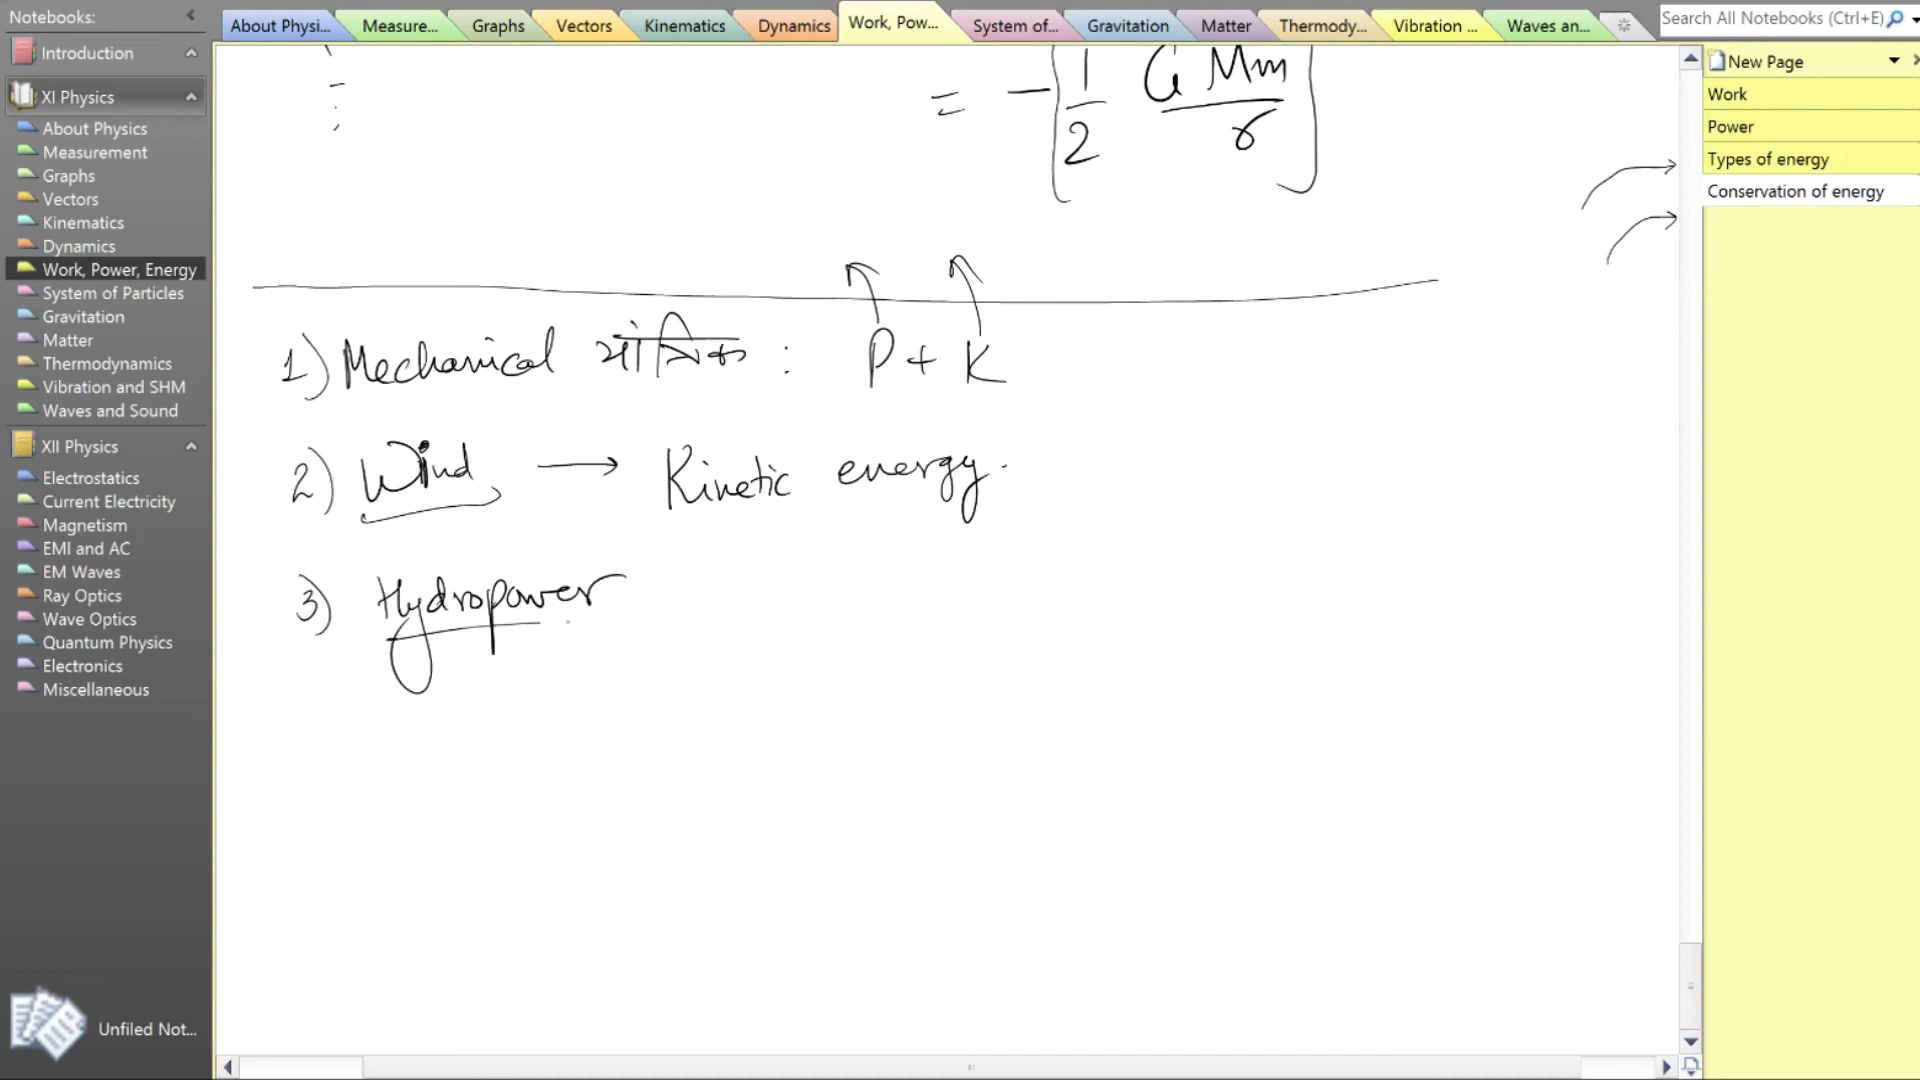 Notebooks:
Introduction
XI Physics
About Physics
Measurement
Graphs
Vectors
Kinematics
Dynamics
Work, Power, Energy
System of Particles
Gravitation
Matter
Thermodynamics
Vibration and SHM
Waves and Sound
XII Physics
Electrostatics
Current Electricity
Magnetism
EMI and AC
EM Waves
Ray Optics
Wave Optics
Quantum Physics
Electronics
Miscellaneous
Unfiled Not...
About Physi... Measure... Graphs Vectors Kinematics Dynamics Work, Pow... System of... Gravitation Matter Thermody... Vibration ... Waves an...
Search All Notebooks (Ctrl+E)
= - [ 1/2 G Mm / r ]
1) Mechanical : P + K
2) Wind → Kinetic energy.
3) Hydropower
New Page
Work
Power
Types of energy
Conservation of energy